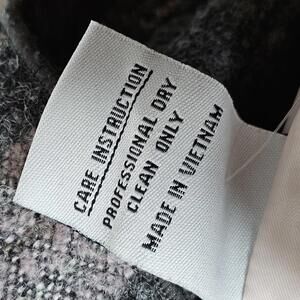 CARE INSTRUCTION
PROFESSIONAL DRY
CLEAN ONLY
MADE IN VIETNAM